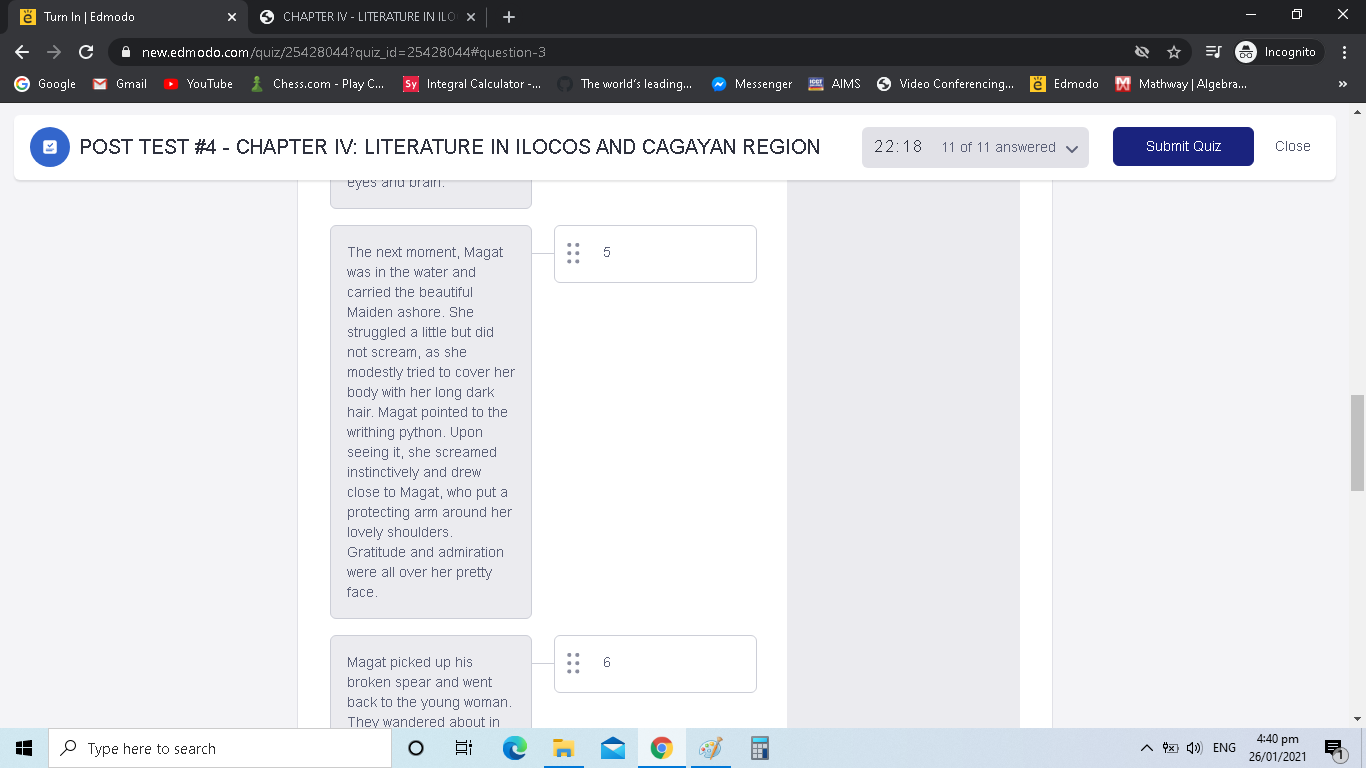 Turn In | Edmodo
CHAPTER IV - LITERATURE IN ILO
new.edmodo.com/quiz/25428044?quiz_id=25428044#question-3
Incognito
Google
Gmail
YouTube
Chess.com - Play C...
Sy
Integral Calculator -...
The world's leading...
Messenger
AIMS
Video Conferencing...
Edmodo
Mathway | Algebra...
»
POST TEST #4 - CHAPTER IV: LITERATURE IN ILOCOS AND CAGAYAN REGION
22:18
11 of 11 answered
Submit Quiz
Close
eyes and brain.
The next moment, Magat
was in the water and
carried the beautiful
Maiden ashore. She
struggled a little but did
not scream, as she
modestly tried to cover her
body with her long dark
hair. Magat pointed to the
writhing python. Upon
seeing it, she screamed
instinctively and drew
close to Magat, who put a
protecting arm around her
lovely shoulders.
Gratitude and admiration
were all over her pretty
face.
5
Magat picked up his
broken spear and went
back to the young woman.
They wandered about in
6
Type here to search
ENG
4:40 pm
26/01/2021
1